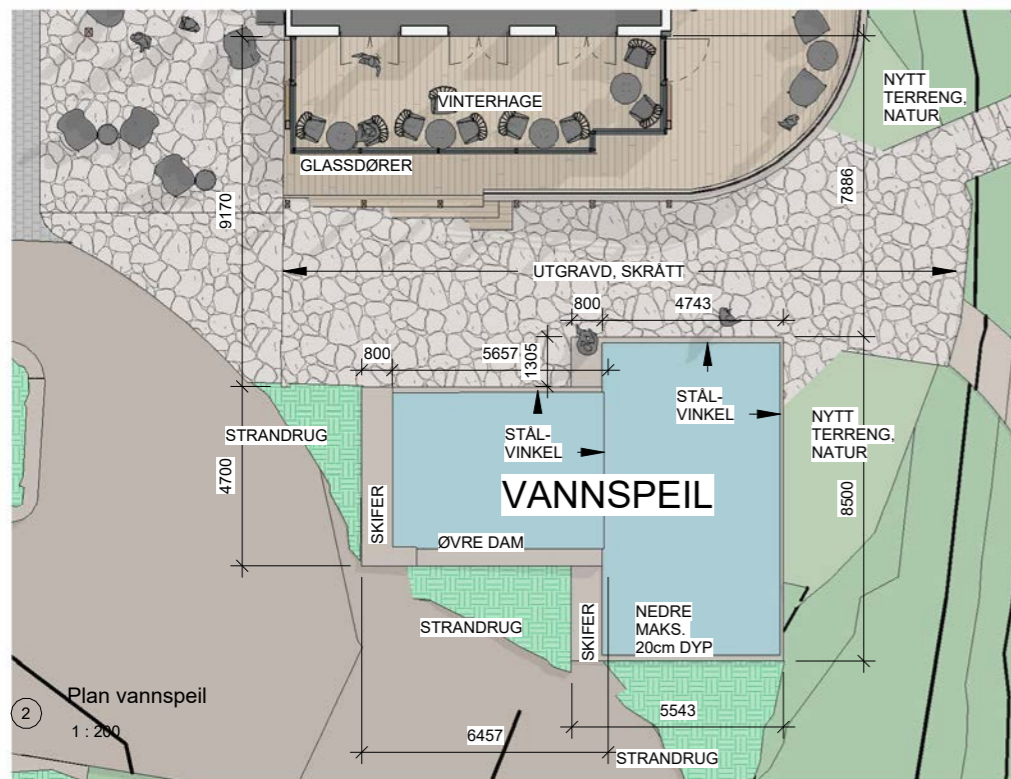 NYTT
TERRENG,
NATUR
VINTERHAGE
GLASSDØRER
9170
7886
UTGRAVD, SKRÅTT
800
4743
800
5657
1305
STÅL-
VINKEL
STÅL-
VINKEL
NYTT
TERRENG,
NATUR
STRANDRUG
4700
SKIFER
VANNSPEIL
8500
ØVRE DAM
STRANDRUG
SKIFER
NEDRE
MAKS.
20cm DYP
2
Plan vannspeil
1 : 200
5543
6457
STRANDRUG